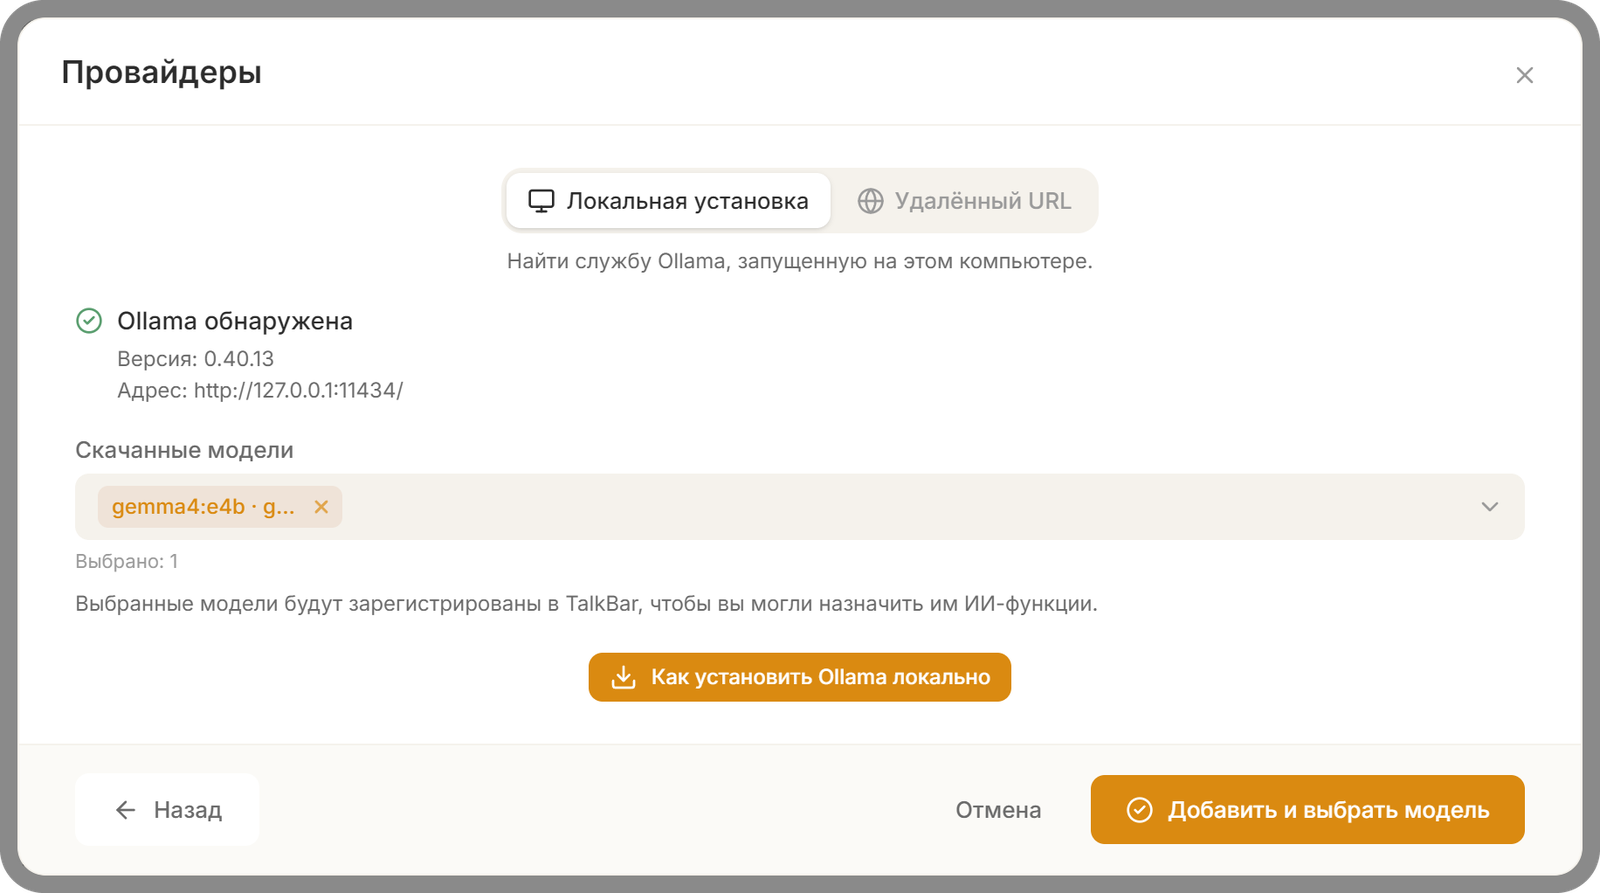 Провайдеры
Локальная установка
Удалённый URL
Найти службу Ollama, запущенную на этом компьютере.
Ollama обнаружена
Версия: 0.40.13
Адрес: http://127.0.0.1:11434/
Скачанные модели
gemma4:e4b · g...
Выбрано: 1
Выбранные модели будут зарегистрированы в TalkBar, чтобы вы могли назначить им ИИ-функции.
Как установить Ollama локально
Назад
Отмена
Добавить и выбрать модель